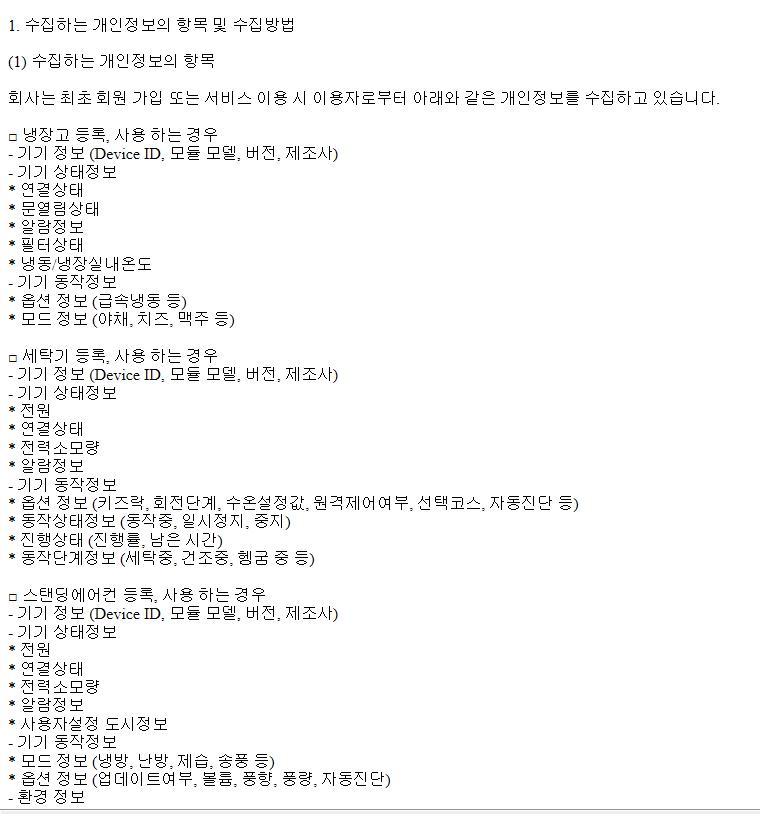 1. 수집하는 개인정보의 항목 및 수집방법
(1) 수집하는 개인정보의 항목
회사는 최초 회원 가입 또는 서비스 이용 시 이용자로부터 아래와 같은 개인정보를 수집하고 있습니다.
□ 냉장고 등록, 사용 하는 경우
- 기기 정보 (Device ID, 모듈 모델, 버전, 제조사)
- 기기 상태정보
* 연결상태
* 문열림상태
* 알람정보
* 필터상태
* 냉동/냉장실내온도
- 기기 동작정보
* 옵션 정보 (급속냉동 등)
* 모드 정보 (야채, 치즈, 맥주 등)
□ 세탁기 등록, 사용 하는 경우
- 기기 정보 (Device ID, 모듈 모델, 버전, 제조사)
- 기기 상태정보
* 전원
* 연결상태
* 전력소모량
* 알람정보
- 기기 동작정보
* 옵션 정보 (키즈락, 회전단계, 수온설정값, 원격제어여부, 선택코스, 자동진단 등)
* 동작상태정보 (동작중, 일시정지, 중지)
* 진행상태 (진행률, 남은 시간)
* 동작단계정보 (세탁중, 건조중, 헹굼 중 등)
□ 스탠딩에어컨 등록, 사용 하는 경우
- 기기 정보 (Device ID, 모듈 모델, 버전, 제조사)
- 기기 상태정보
* 전원
* 연결상태
* 전력소모량
* 알람정보
* 사용자설정 도시정보
- 기기 동작정보
* 모드 정보 (냉방, 난방, 제습, 송풍 등)
* 옵션 정보 (업데이트여부, 볼륨, 풍향, 풍량, 자동진단)
- 환경 정보